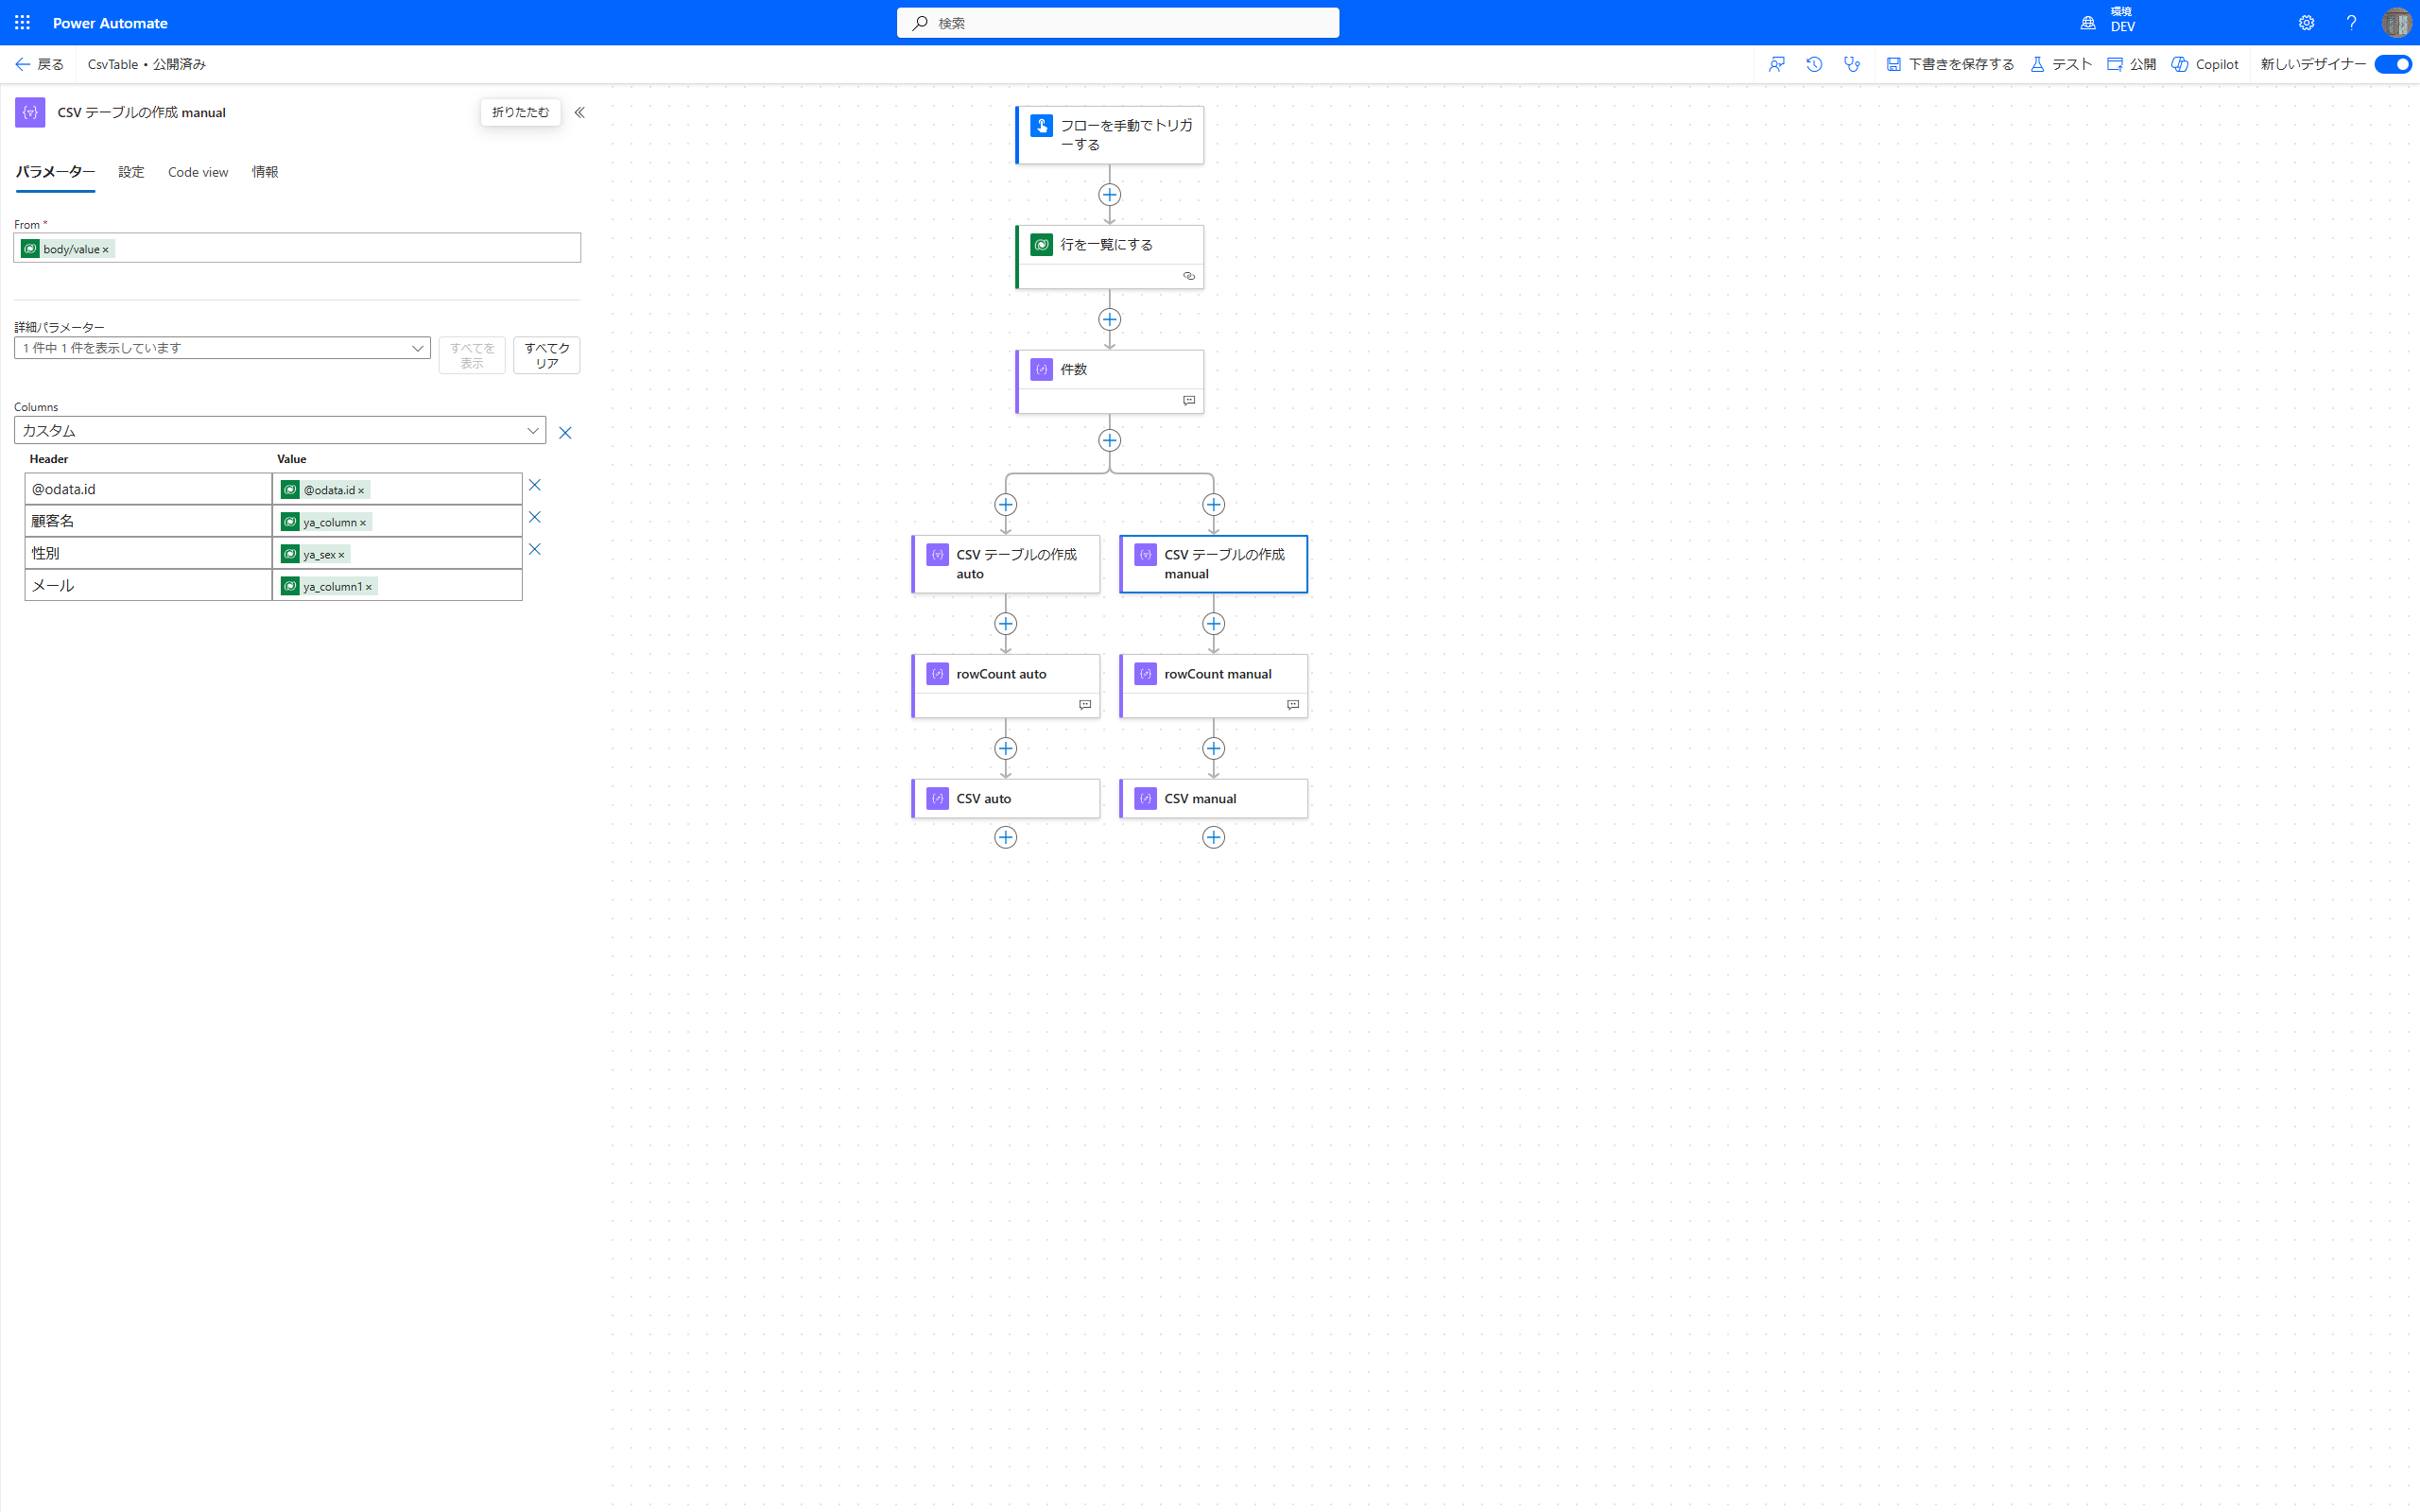 Power Automate
検索
環境
DEV
戻る
CsvTable • 公開済み
下書きを保存する
テスト
公開
Copilot
新しいデザイナー
CSV テーブルの作成 manual
折りたたむ
パラメーター
設定
Code view
情報
From *
body/value ×
詳細パラメーター
1 件中 1 件を表示しています
すべてを
表示
すべてク
リア
Columns
カスタム
Header
Value
@odata.id
@odata.id ×
顧客名
ya_column ×
性別
ya_sex ×
メール
ya_column1 ×
フローを手動でトリガ
ーする
行を一覧にする
件数
CSV テーブルの作成
auto
CSV テーブルの作成
manual
rowCount auto
rowCount manual
CSV auto
CSV manual